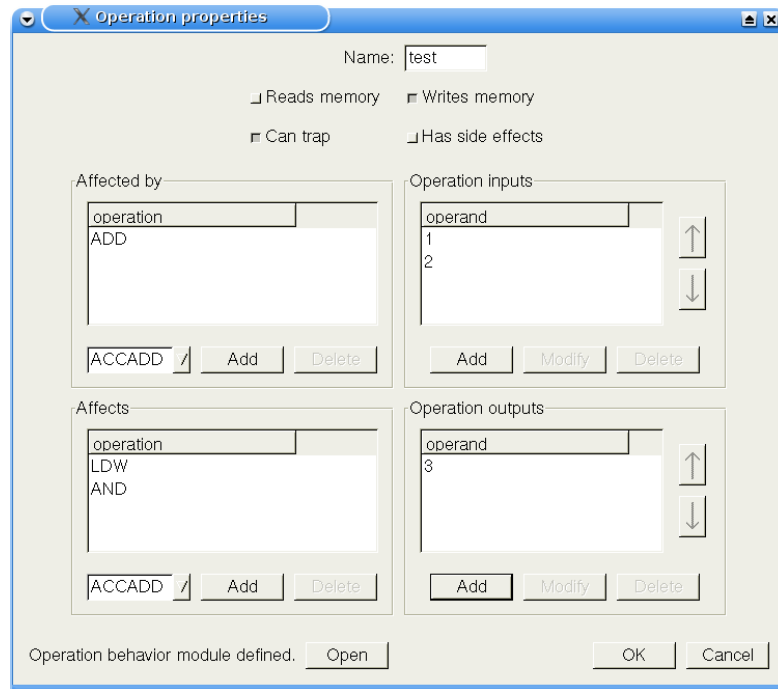 Operation properties
Name: test
Reads memory Writes memory
Can trap Has side effects
Affected by
operation
ADD
ACCADD Add Delete
Operation inputs
operand
1
2
Add Modify Delete
Affects
operation
LDW
AND
ACCADD Add Delete
Operation outputs
operand
3
Add Modify Delete
Operation behavior module defined. Open OK Cancel